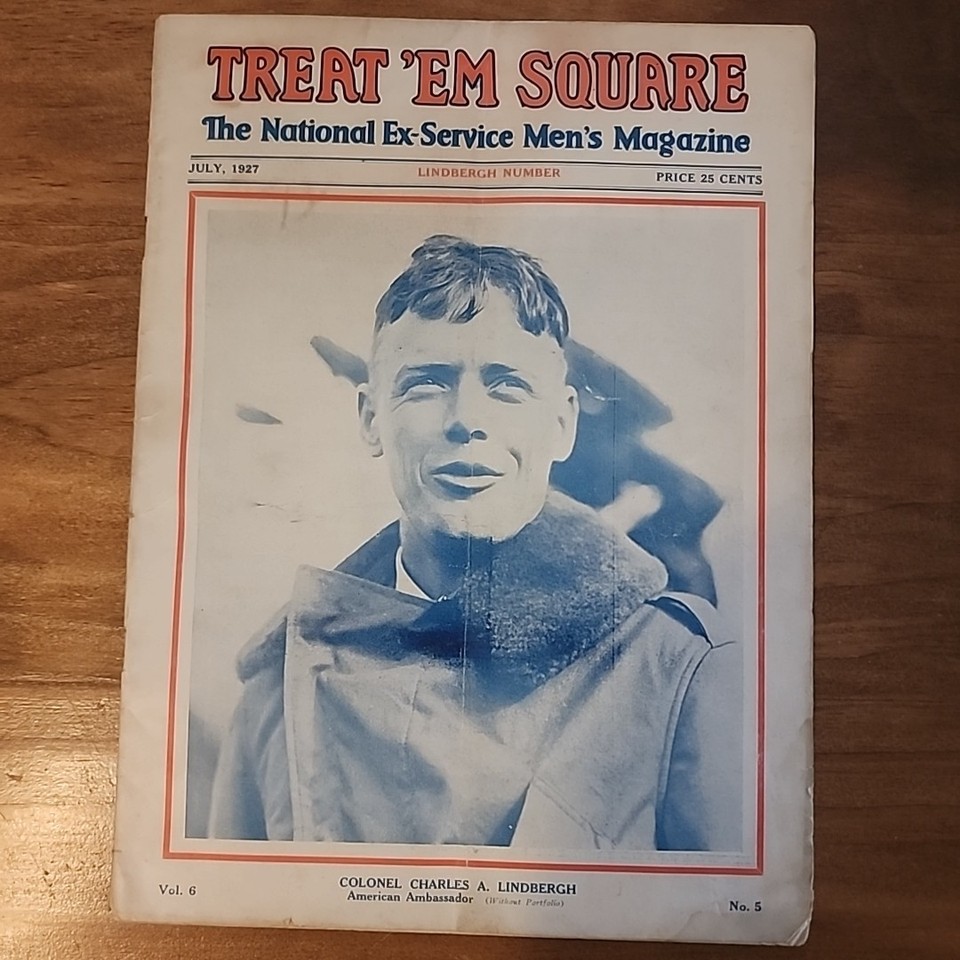 TREAT 'EM SQUARE
The National Ex-Service Men's Magazine
JULY, 1927 LINDBERGH NUMBER PRICE 25 CENTS
COLONEL CHARLES A. LINDBERGH
Vol. 6 American Ambassador (Without Portfolio) No. 5